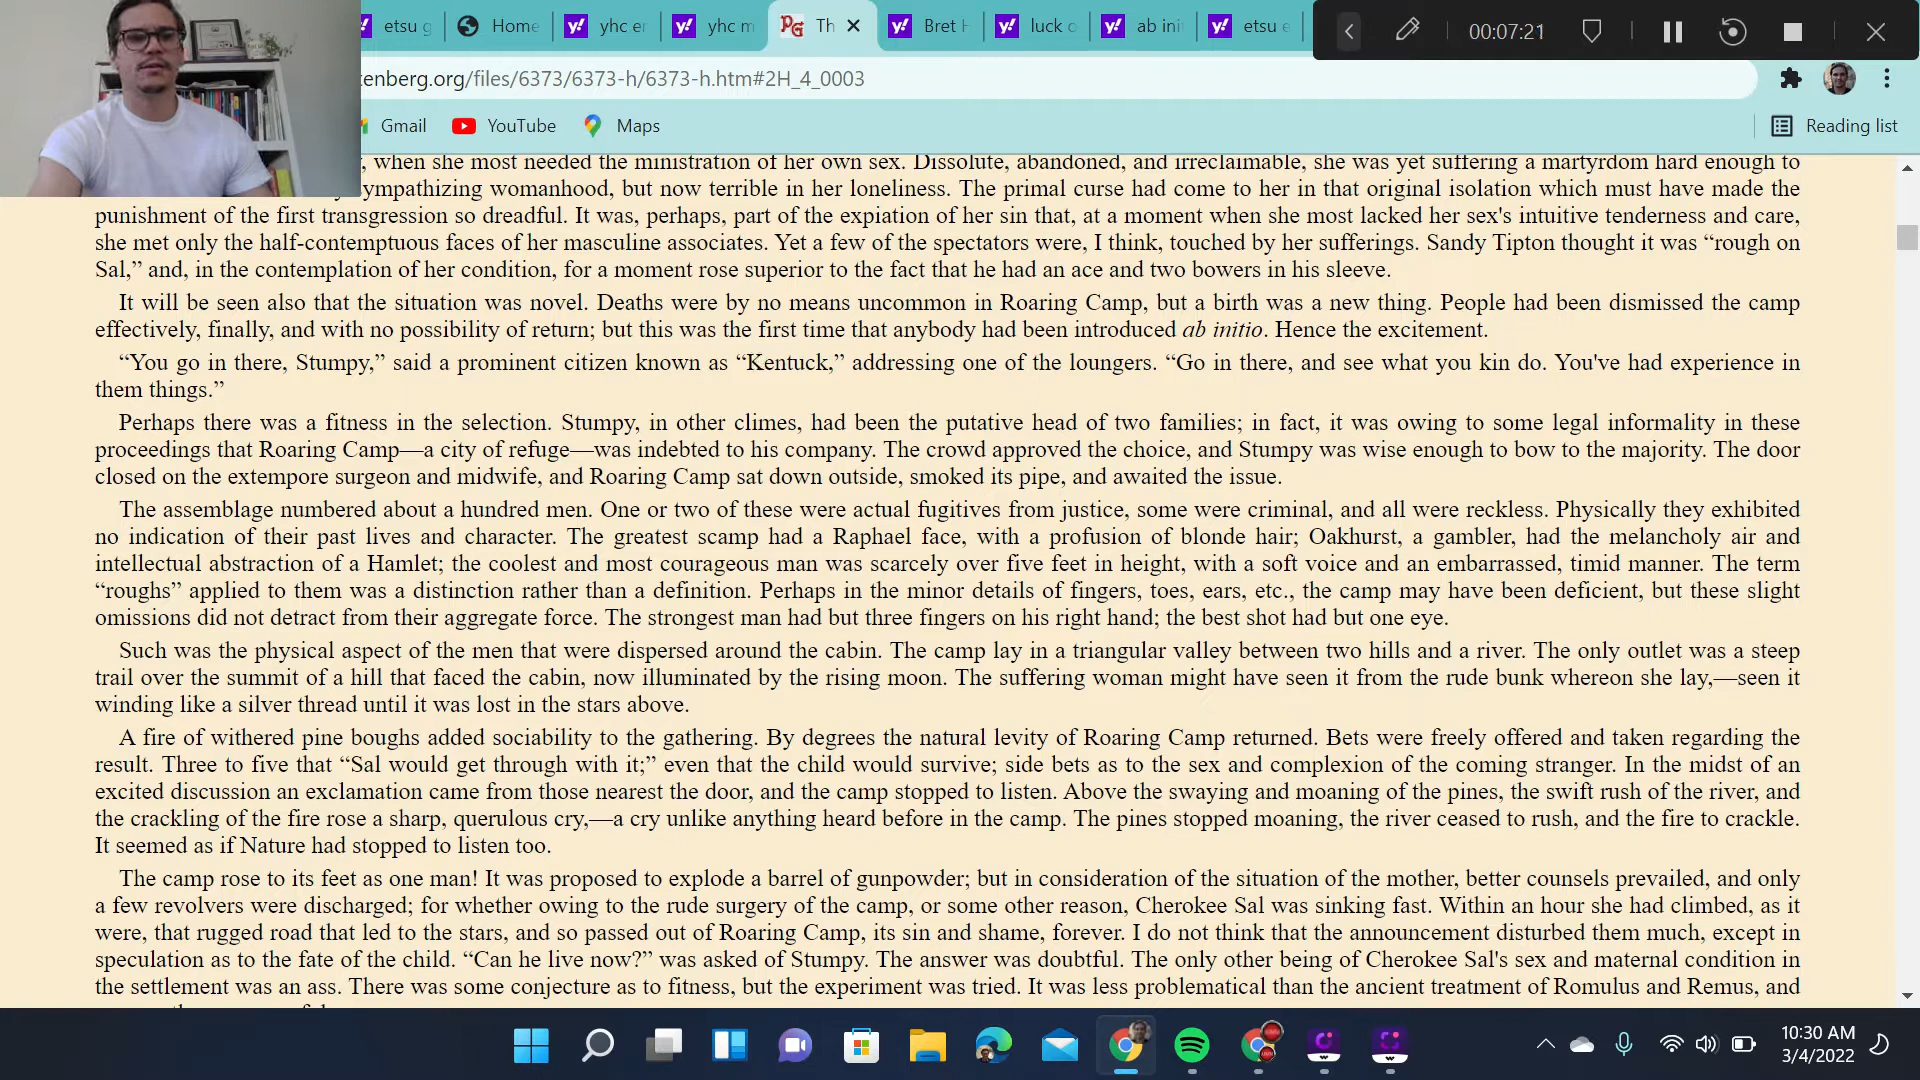 etsu g Home yhc er yhc m Th Bret H luck o ab ini etsu e 00:07:21
tenberg.org/files/6373/6373-h/6373-h.htm#2H_4_0003
Gmail YouTube Maps Reading list
, when she most needed the ministration of her own sex. Dissolute, abandoned, and irreclaimable, she was yet suffering a martyrdom hard enough to
sympathizing womanhood, but now terrible in her loneliness. The primal curse had come to her in that original isolation which must have made the
punishment of the first transgression so dreadful. It was, perhaps, part of the expiation of her sin that, at a moment when she most lacked her sex's intuitive tenderness and care,
she met only the half-contemptuous faces of her masculine associates. Yet a few of the spectators were, I think, touched by her sufferings. Sandy Tipton thought it was “rough on
Sal,” and, in the contemplation of her condition, for a moment rose superior to the fact that he had an ace and two bowers in his sleeve.
It will be seen also that the situation was novel. Deaths were by no means uncommon in Roaring Camp, but a birth was a new thing. People had been dismissed the camp
effectively, finally, and with no possibility of return; but this was the first time that anybody had been introduced ab initio. Hence the excitement.
“You go in there, Stumpy,” said a prominent citizen known as “Kentuck,” addressing one of the loungers. “Go in there, and see what you kin do. You've had experience in
them things.”
Perhaps there was a fitness in the selection. Stumpy, in other climes, had been the putative head of two families; in fact, it was owing to some legal informality in these
proceedings that Roaring Camp—a city of refuge—was indebted to his company. The crowd approved the choice, and Stumpy was wise enough to bow to the majority. The door
closed on the extempore surgeon and midwife, and Roaring Camp sat down outside, smoked its pipe, and awaited the issue.
The assemblage numbered about a hundred men. One or two of these were actual fugitives from justice, some were criminal, and all were reckless. Physically they exhibited
no indication of their past lives and character. The greatest scamp had a Raphael face, with a profusion of blonde hair; Oakhurst, a gambler, had the melancholy air and
intellectual abstraction of a Hamlet; the coolest and most courageous man was scarcely over five feet in height, with a soft voice and an embarrassed, timid manner. The term
“roughs” applied to them was a distinction rather than a definition. Perhaps in the minor details of fingers, toes, ears, etc., the camp may have been deficient, but these slight
omissions did not detract from their aggregate force. The strongest man had but three fingers on his right hand; the best shot had but one eye.
Such was the physical aspect of the men that were dispersed around the cabin. The camp lay in a triangular valley between two hills and a river. The only outlet was a steep
trail over the summit of a hill that faced the cabin, now illuminated by the rising moon. The suffering woman might have seen it from the rude bunk whereon she lay,—seen it
winding like a silver thread until it was lost in the stars above.
A fire of withered pine boughs added sociability to the gathering. By degrees the natural levity of Roaring Camp returned. Bets were freely offered and taken regarding the
result. Three to five that “Sal would get through with it;” even that the child would survive; side bets as to the sex and complexion of the coming stranger. In the midst of an
excited discussion an exclamation came from those nearest the door, and the camp stopped to listen. Above the swaying and moaning of the pines, the swift rush of the river, and
the crackling of the fire rose a sharp, querulous cry,—a cry unlike anything heard before in the camp. The pines stopped moaning, the river ceased to rush, and the fire to crackle.
It seemed as if Nature had stopped to listen too.
The camp rose to its feet as one man! It was proposed to explode a barrel of gunpowder; but in consideration of the situation of the mother, better counsels prevailed, and only
a few revolvers were discharged; for whether owing to the rude surgery of the camp, or some other reason, Cherokee Sal was sinking fast. Within an hour she had climbed, as it
were, that rugged road that led to the stars, and so passed out of Roaring Camp, its sin and shame, forever. I do not think that the announcement disturbed them much, except in
speculation as to the fate of the child. “Can he live now?” was asked of Stumpy. The answer was doubtful. The only other being of Cherokee Sal's sex and maternal condition in
the settlement was an ass. There was some conjecture as to fitness, but the experiment was tried. It was less problematical than the ancient treatment of Romulus and Remus, and
10:30 AM
3/4/2022